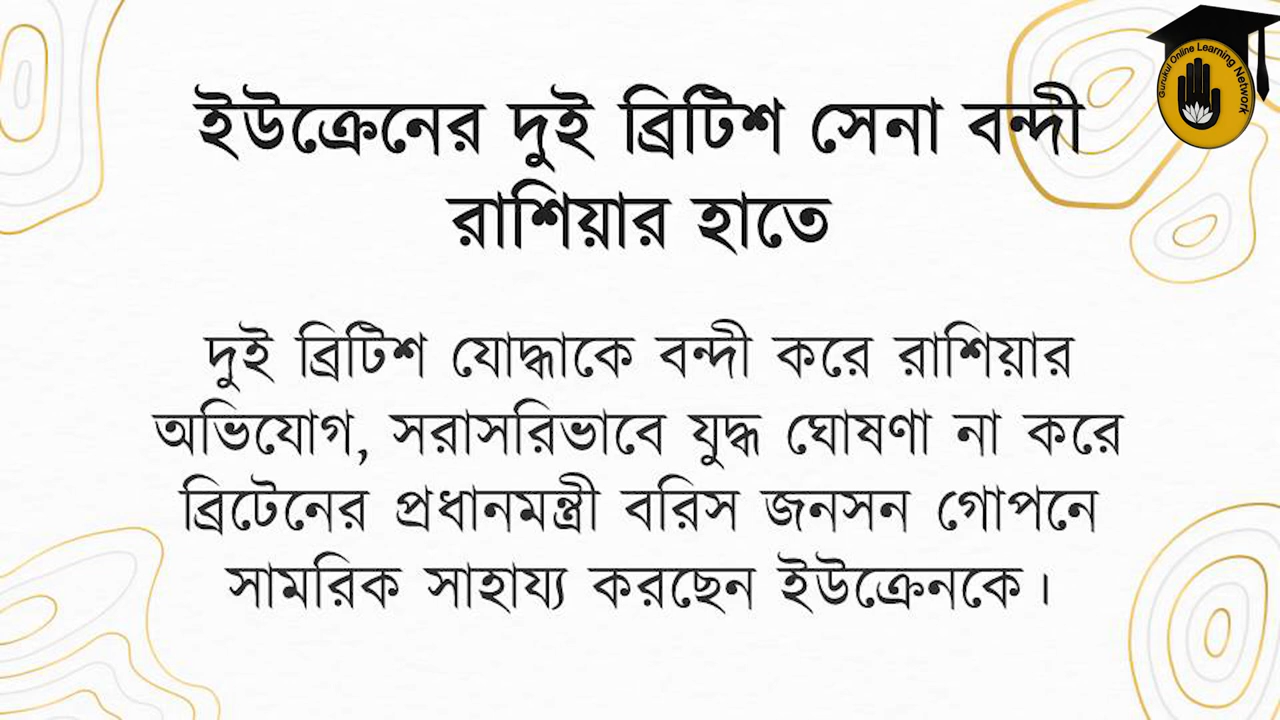 Gurukul Online Learning Network
ইউক্রেনের দুই ব্রিটিশ সেনা বন্দী
রাশিয়ার হাতে
দুই ব্রিটিশ যোদ্ধাকে বন্দী করে রাশিয়ার
অভিযোগ, সরাসরিভাবে যুদ্ধ ঘোষণা না করে
ব্রিটেনের প্রধানমন্ত্রী বরিস জনসন গোপনে
সামরিক সাহায্য করছেন ইউক্রেনকে।